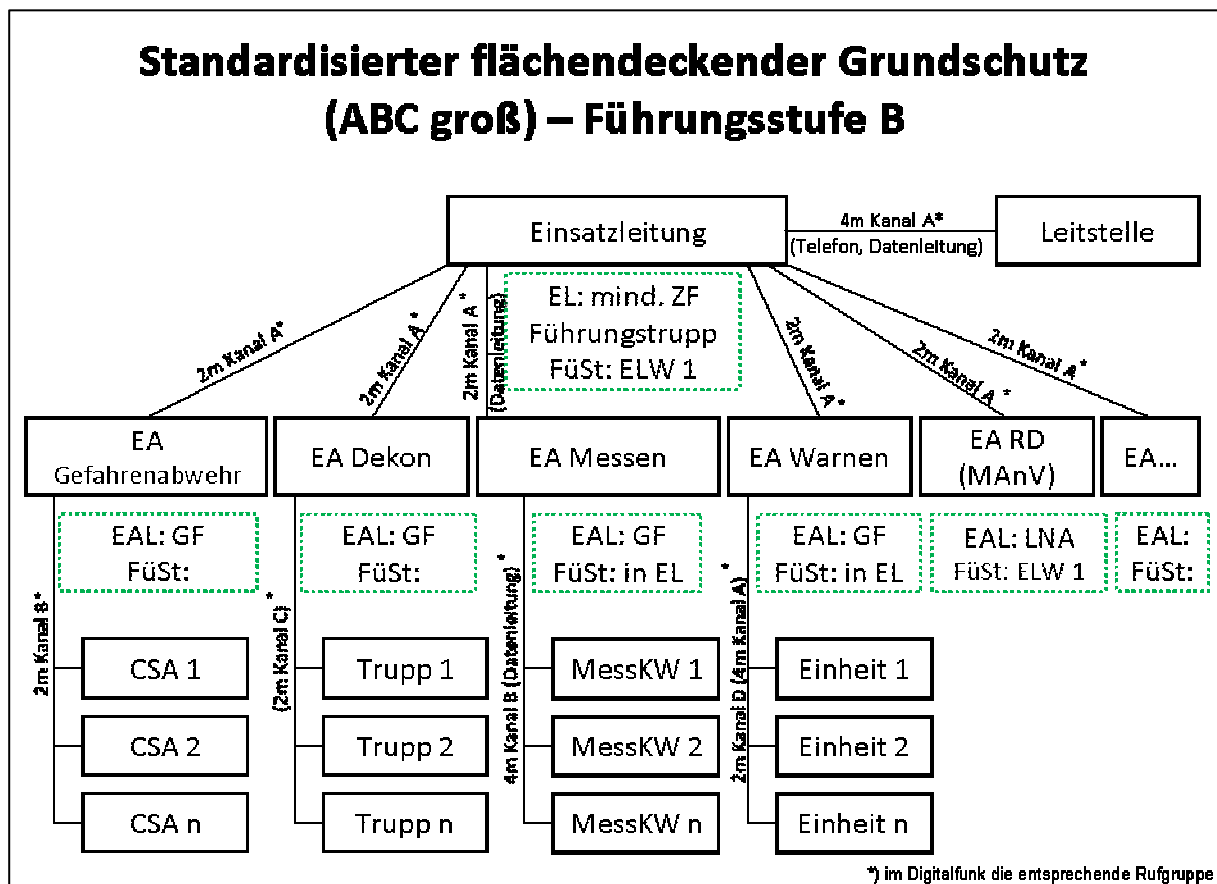 Standardisierter flächendeckender Grundschutz
(ABC groß) – Führungsstufe B
Einsatzleitung
4m Kanal A*
(Telefon, Datenleitung)
Leitstelle
EL: mind. ZF
Führungstrupp
FüSt: ELW 1
2m Kanal A*
2m Kanal A *
2m Kanal A *
(Datenleitung)
2m Kanal A *
2m Kanal A *
2m Kanal A *
EA
Gefahrenabwehr
EA Dekon
EA Messen
EA Warnen
EA RD
(MAnV)
EA...
EAL: GF
FüSt:
EAL: GF
FüSt:
EAL: GF
FüSt: in EL
EAL: GF
FüSt: in EL
EAL: LNA
FüSt: ELW 1
EAL:
FüSt:
2m Kanal B*
CSA 1
CSA 2
CSA n
(2m Kanal C) *
Trupp 1
Trupp 2
Trupp n
4m Kanal B (Datenleitung) *
MessKW 1
MessKW 2
MessKW n
2m Kanal D (4m Kanal A) *
Einheit 1
Einheit 2
Einheit n
*) im Digitalfunk die entsprechende Rufgruppe